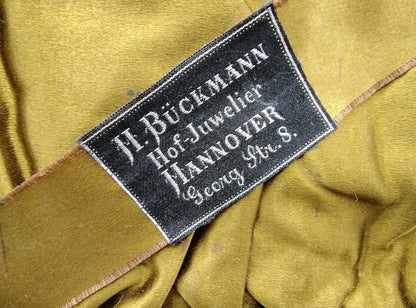 H. BÜCKMANN
Hof-Juwelier
HANNOVER
Georg Str. 8.